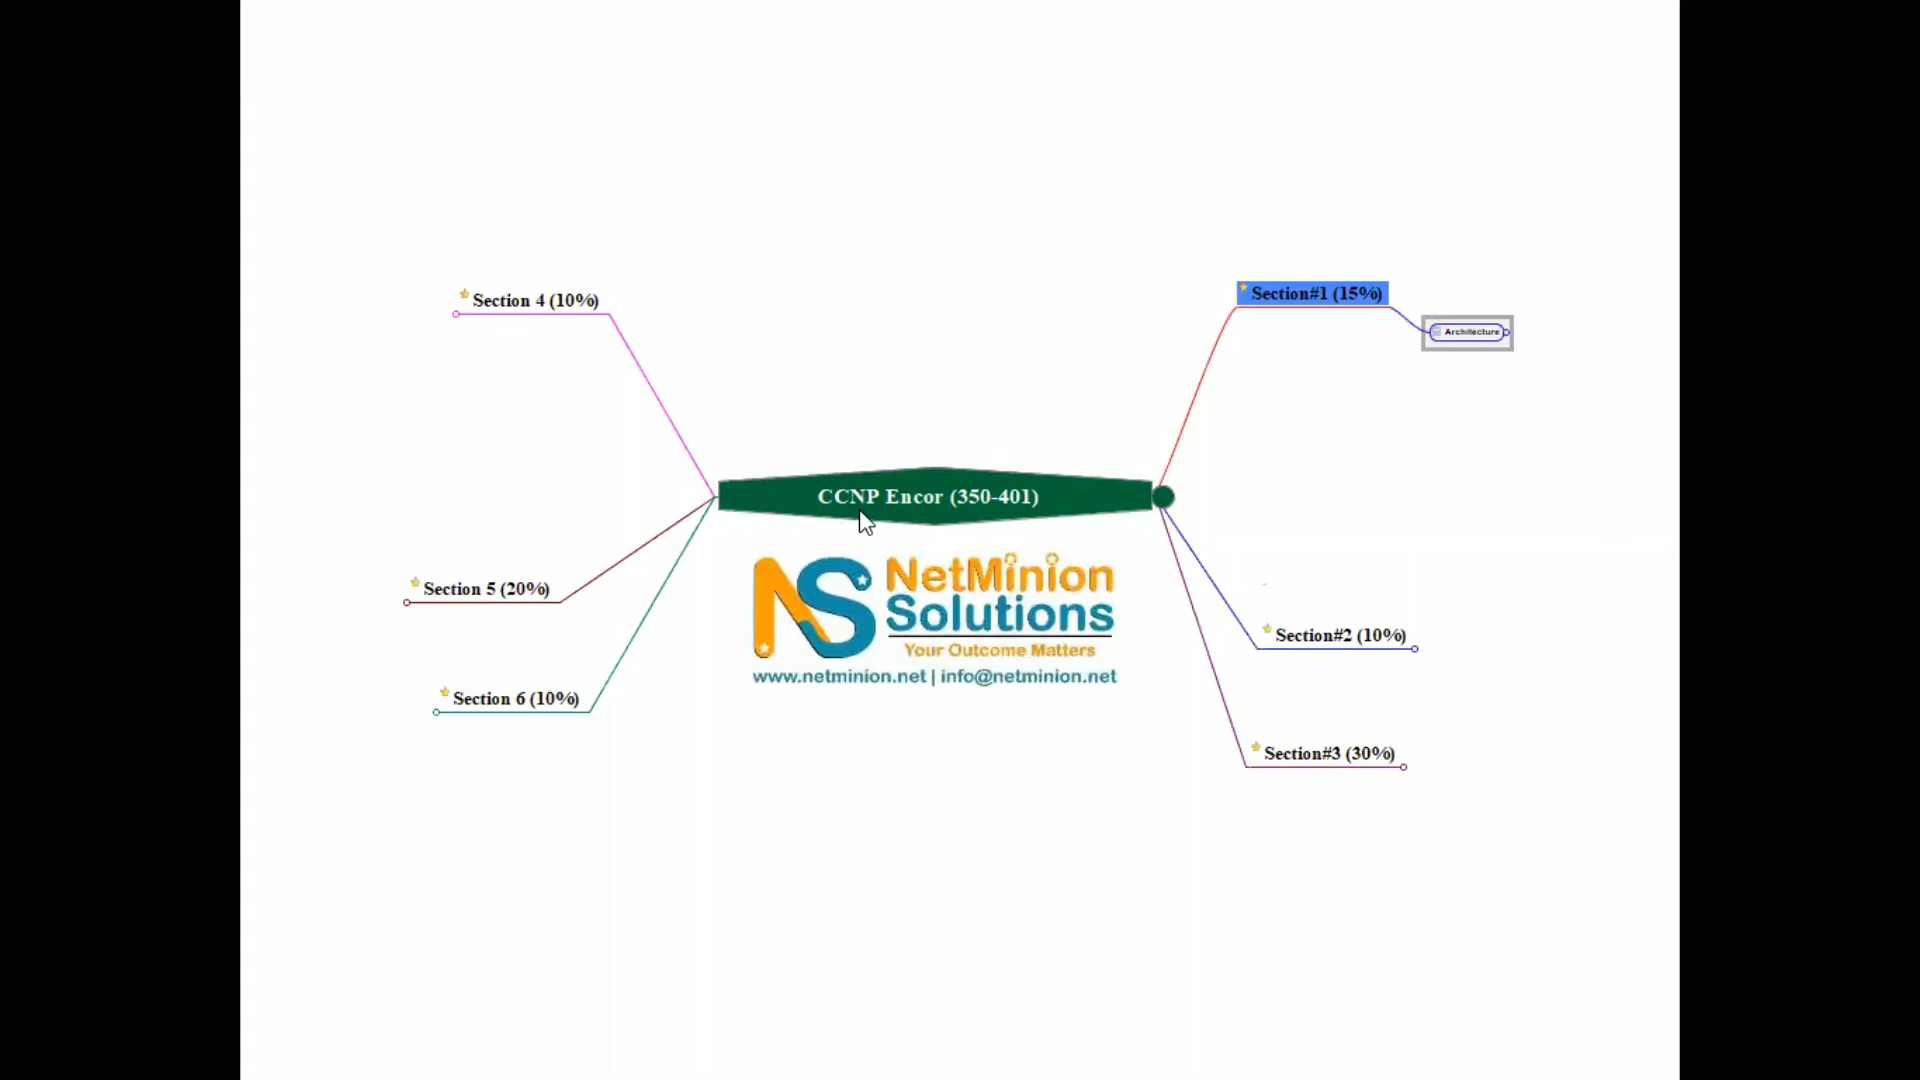 Section 4 (10%)
Section#1 (15%)
Architecture
CCNP Encor (350-401)
NetMinion
Solutions
Your Outcome Matters
www.netminion.net | info@netminion.net
Section 5 (20%)
Section#2 (10%)
Section 6 (10%)
Section#3 (30%)